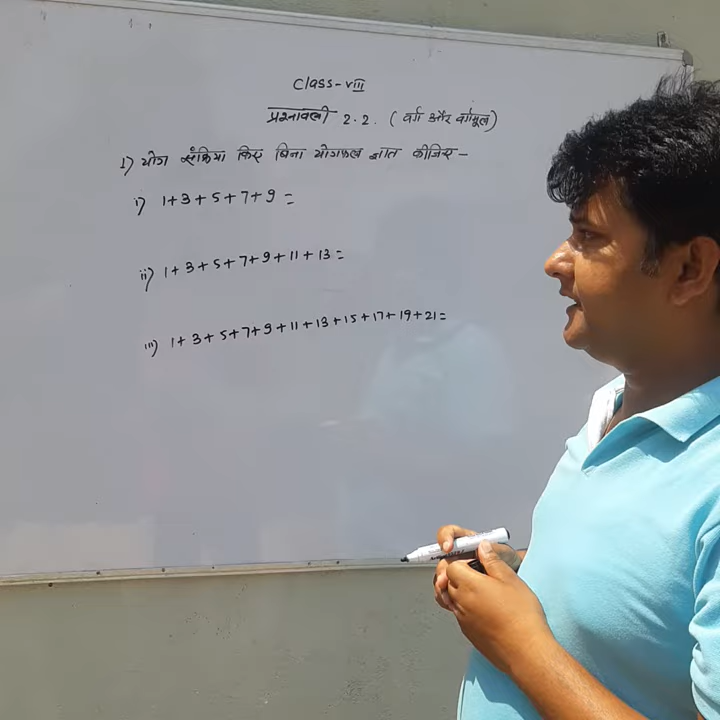 Class-VIII
प्रश्नावली 2.2. (वर्ग और वर्गमूल)
1) योग संक्रिया किए बिना योगफल ज्ञात कीजिए -
i) 1+3+5+7+9=
ii) 1+3+5+7+9+11+13=
iii) 1+3+5+7+9+11+13+15+17+19+21=